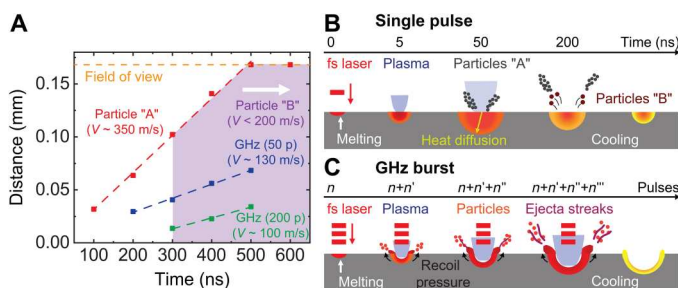 A
Distance (mm)
0.15
0.10
0.05
0.00
Field of view
Particle "A"
(V ~ 350 m/s)
Particle "B"
(V < 200 m/s)
GHz (50 p)
(V ~ 130 m/s)
GHz (200 p)
(V ~ 100 m/s)
100 200 300 400 500 600
Time (ns)
B
Single pulse
0 5 50 200 Time (ns)
fs laser Plasma Particles "A"
Particles "B"
Melting
Heat diffusion
Cooling
C
GHz burst
n n+n' n+n'+n" n+n'+n"+n''' Pulses
fs laser Plasma Particles Ejecta streaks
Melting
Recoil
pressure
Cooling